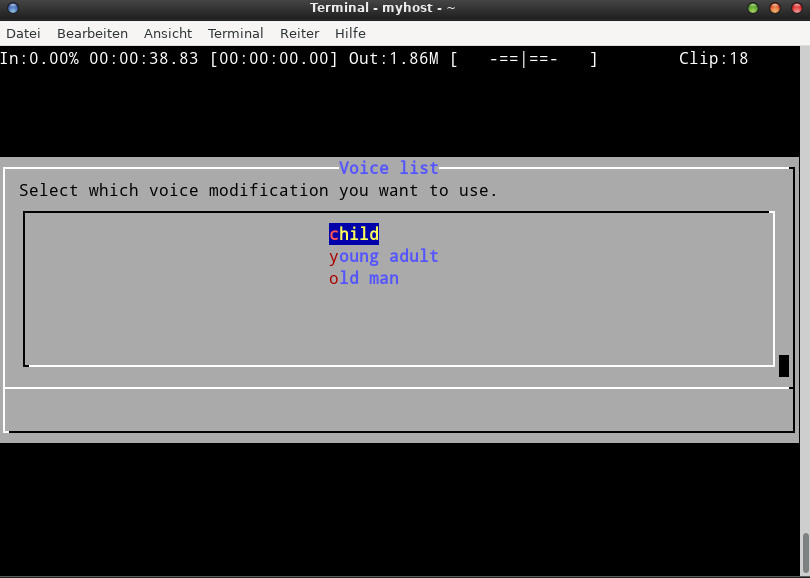 Terminal - myhost - ~
Datei Bearbeiten Ansicht Terminal Reiter Hilfe
In:0.00% 00:00:38.83 [00:00:00.00] Out:1.86M [   -==|==-   ]        Clip:18
Voice list
Select which voice modification you want to use.
child
young adult
old man